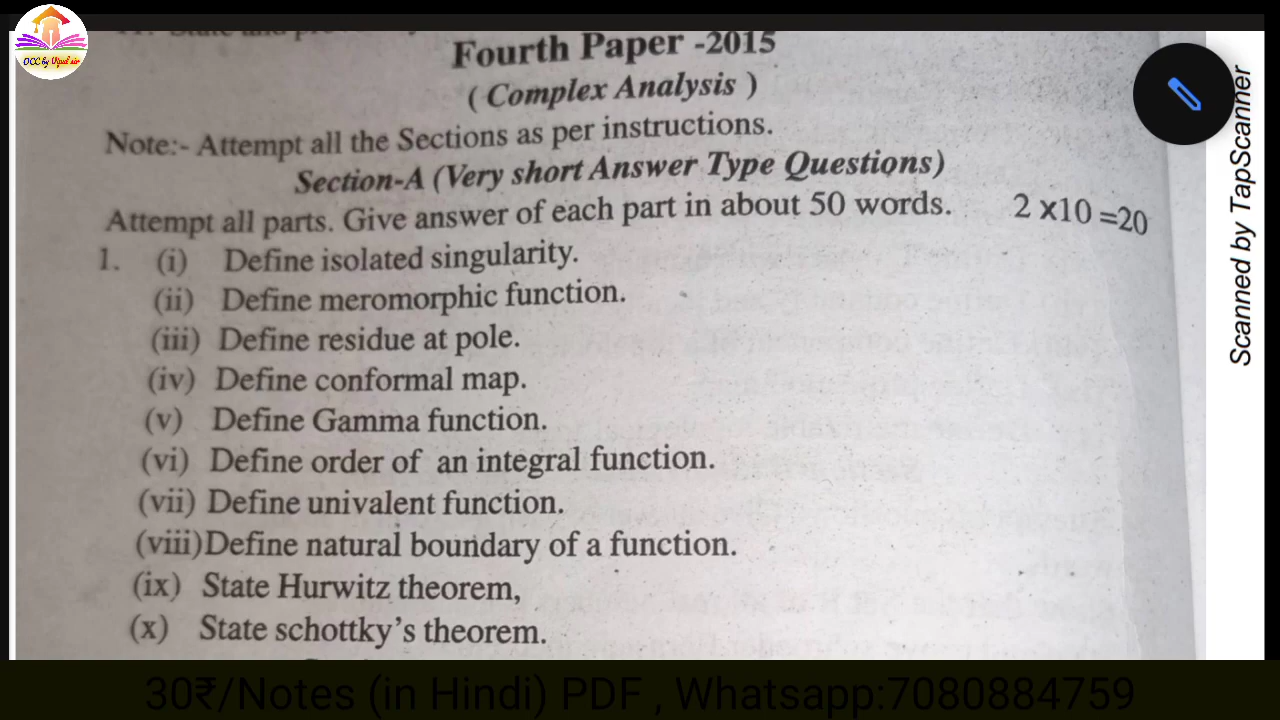 Fourth Paper -2015
( Complex Analysis )
Note:- Attempt all the Sections as per instructions.
Section-A (Very short Answer Type Questions)
Attempt all parts. Give answer of each part in about 50 words. 2 x10 =20
1. (i) Define isolated singularity.
(ii) Define meromorphic function.
(iii) Define residue at pole.
(iv) Define conformal map.
(v) Define Gamma function.
(vi) Define order of an integral function.
(vii) Define univalent function.
(viii)Define natural boundary of a function.
(ix) State Hurwitz theorem,
(x) State schottky's theorem.
Scanned by TapScanner
OCC by Vipul sir
30₹/Notes (in Hindi) PDF , Whatsapp:7080884759